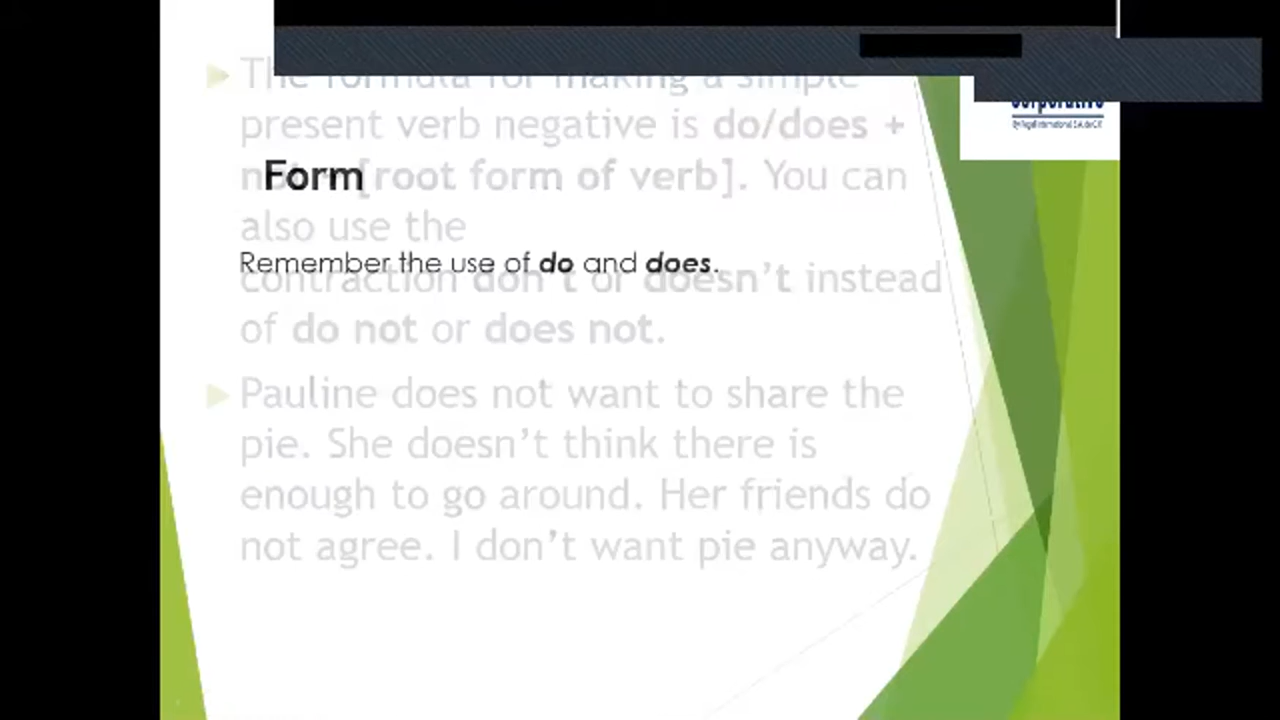 The formula for making a simple
present verb negative is do/does +
[root form of verb]. You can
Form
also use the
Remember the use of do and does.
contraction don't or doesn't instead
of do not or does not.
Pauline does not want to share the
pie. She doesn't think there is
enough to go around. Her friends do
not agree. I don't want pie anyway.